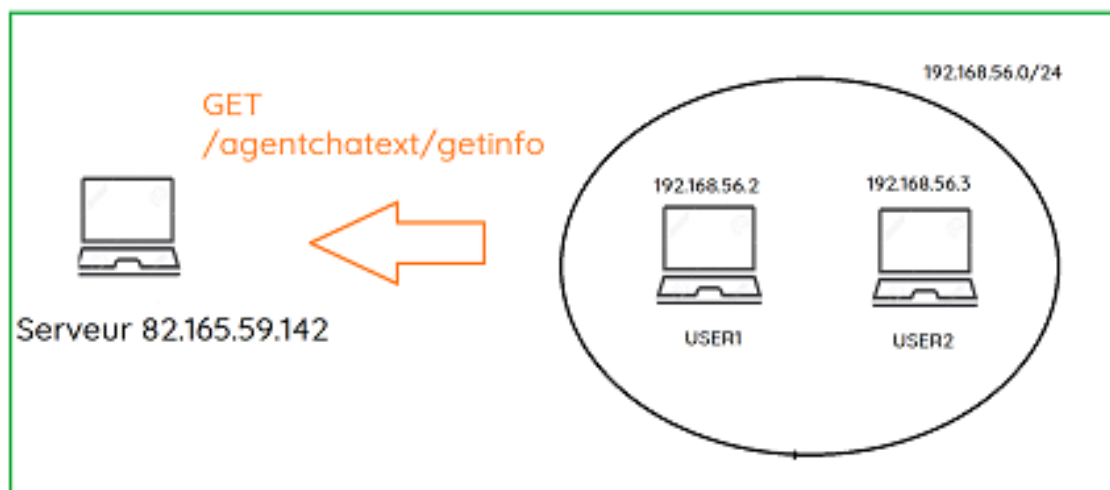 192.168.56.0/24
GET
/agentchatext/getinfo
192.168.56.2
192.168.56.3
Serveur 82.165.59.142
USER1
USER2